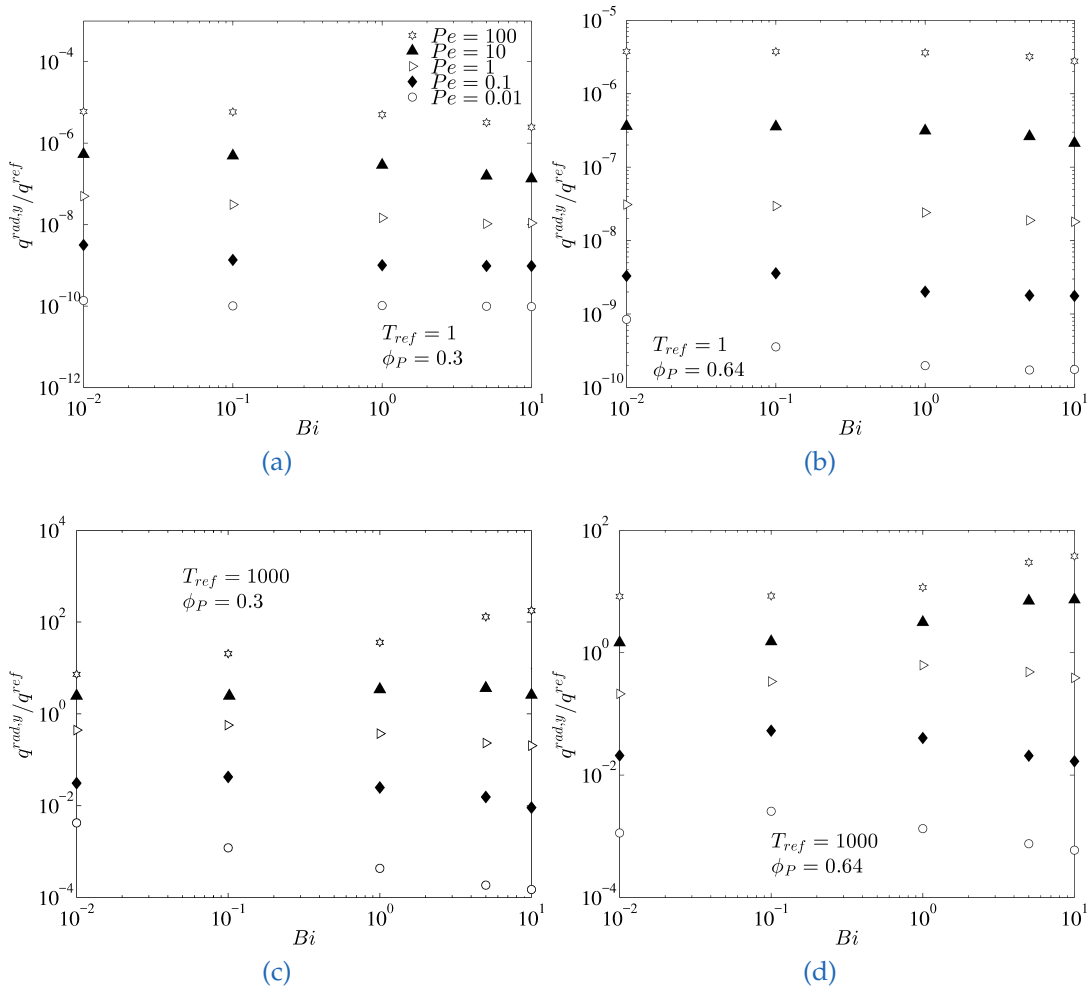 10^{-4}
10^{-6}
10^{-8}
10^{-10}
10^{-12}
q^{rad,y}/q^{ref}
Pe = 100
Pe = 10
Pe = 1
Pe = 0.1
Pe = 0.01
T_{ref} = 1
ϕ_P = 0.3
10^{-2} 10^{-1} 10^0 10^1
Bi
(a)
10^{-5}
10^{-6}
10^{-7}
10^{-8}
10^{-9}
10^{-10}
q^{rad,y}/q^{ref}
T_{ref} = 1
ϕ_P = 0.64
10^{-2} 10^{-1} 10^0 10^1
Bi
(b)
10^4
10^2
10^0
10^{-2}
10^{-4}
q^{rad,y}/q^{ref}
T_{ref} = 1000
ϕ_P = 0.3
10^{-2} 10^{-1} 10^0 10^1
Bi
(c)
10^2
10^0
10^{-2}
10^{-4}
q^{rad,y}/q^{ref}
T_{ref} = 1000
ϕ_P = 0.64
10^{-2} 10^{-1} 10^0 10^1
Bi
(d)